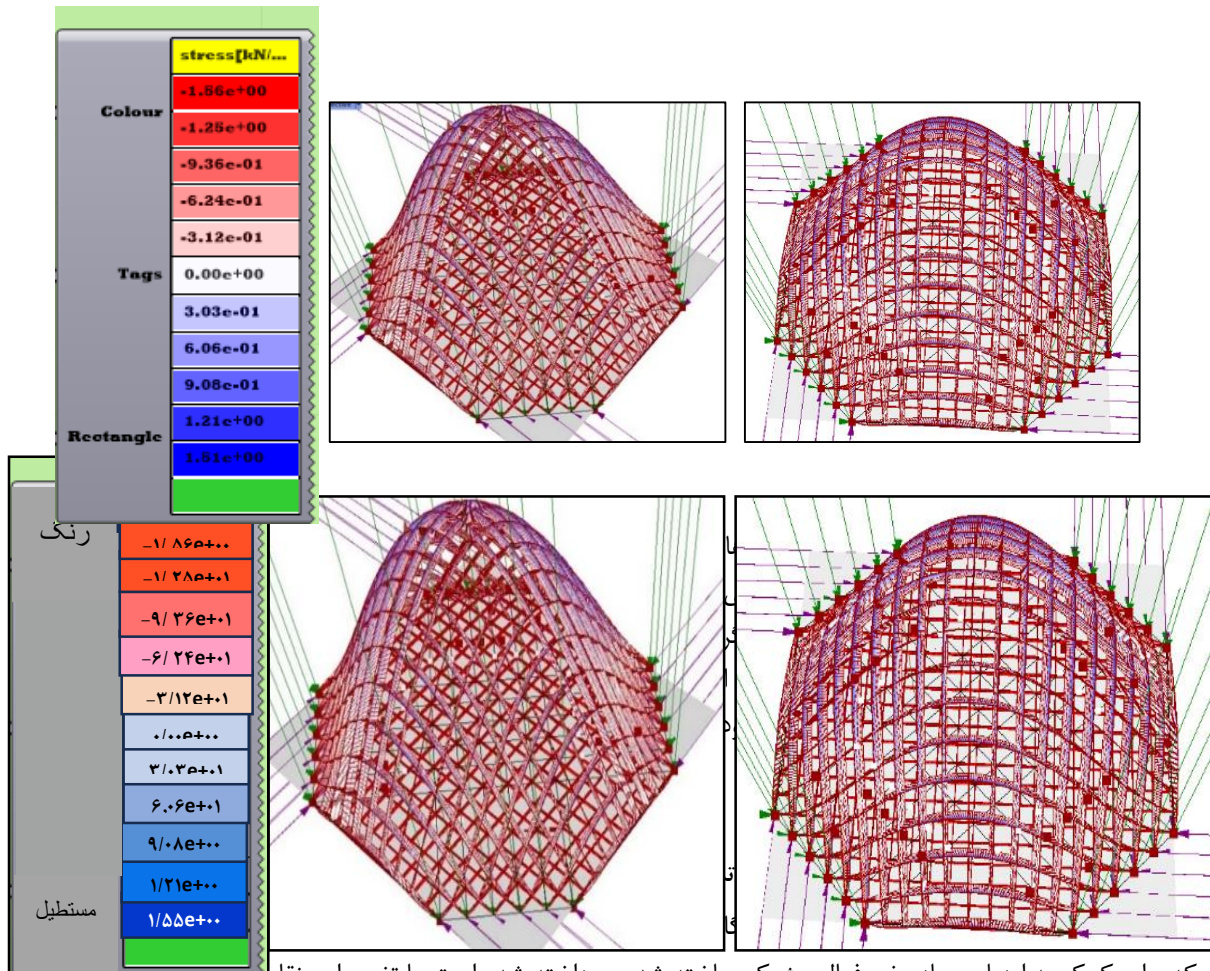 stress[kN/...
Colour
-1.56e+00
-1.25e+00
-9.36e-01
-6.24e-01
-3.12e-01
Tags
0.00e+00
3.03e-01
6.06e-01
9.08e-01
1.21e+00
Rectangle
1.51e+00
رنگ
-۱/۸۶e+۰۰
-۱/۲۸e+۰۱
-۹/۳۶e+۰۱
-۶/۲۴e+۰۱
-۳/۱۲e+۰۱
۰/۰۰e+۰۰
۳/۰۳e+۰۱
۶.۰۶e+۰۱
۹/۰۸e+۰۱
۱/۲۱e+۰۰
مستطیل
۱/۵۵e+۰۰